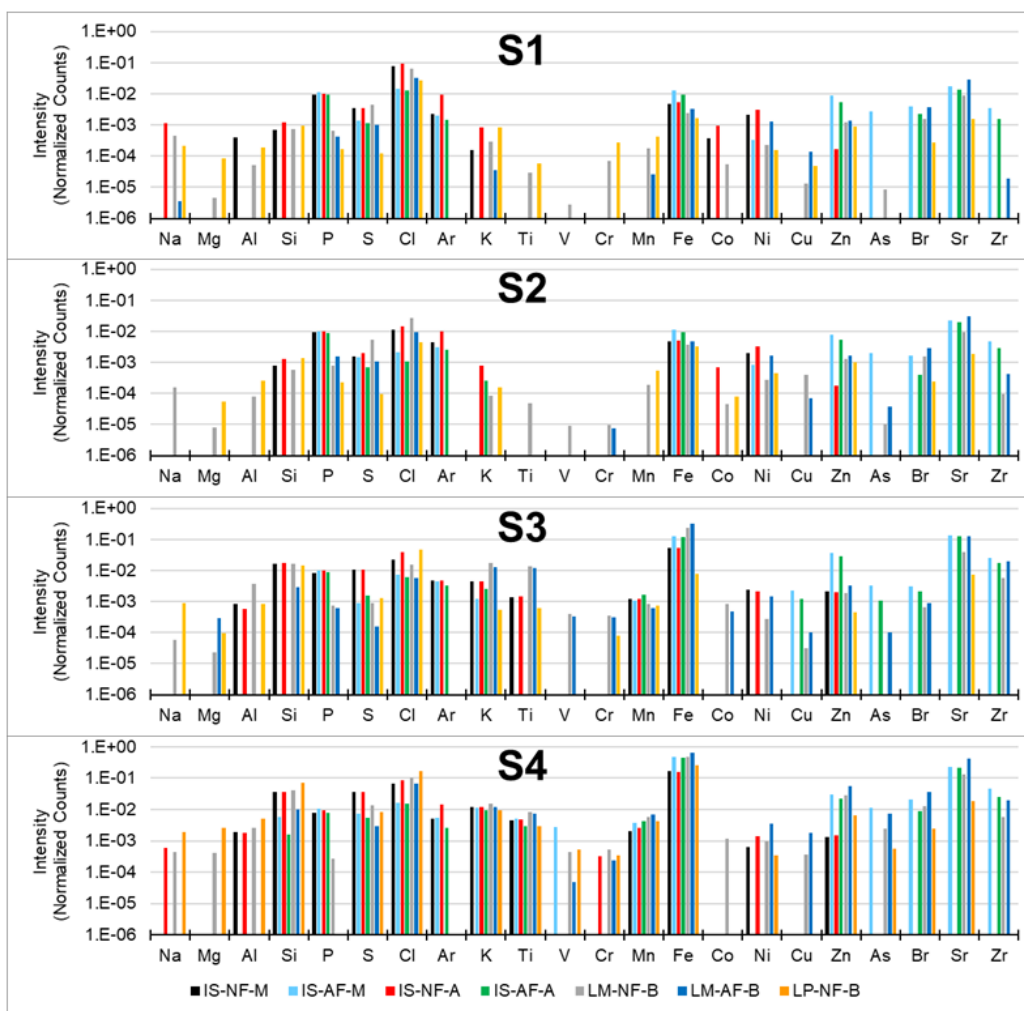 S1
Intensity
(Normalized Counts)
1.E+00
1.E-01
1.E-02
1.E-03
1.E-04
1.E-05
1.E-06
Na Mg Al Si P S Cl Ar K Ti V Cr Mn Fe Co Ni Cu Zn As Br Sr Zr
S2
Intensity
(Normalized Counts)
1.E+00
1.E-01
1.E-02
1.E-03
1.E-04
1.E-05
1.E-06
Na Mg Al Si P S Cl Ar K Ti V Cr Mn Fe Co Ni Cu Zn As Br Sr Zr
S3
Intensity
(Normalized Counts)
1.E+00
1.E-01
1.E-02
1.E-03
1.E-04
1.E-05
1.E-06
Na Mg Al Si P S Cl Ar K Ti V Cr Mn Fe Co Ni Cu Zn As Br Sr Zr
S4
Intensity
(Normalized Counts)
1.E+00
1.E-01
1.E-02
1.E-03
1.E-04
1.E-05
1.E-06
Na Mg Al Si P S Cl Ar K Ti V Cr Mn Fe Co Ni Cu Zn As Br Sr Zr
IS-NF-M IS-AF-M IS-NF-A IS-AF-A LM-NF-B LM-AF-B LP-NF-B